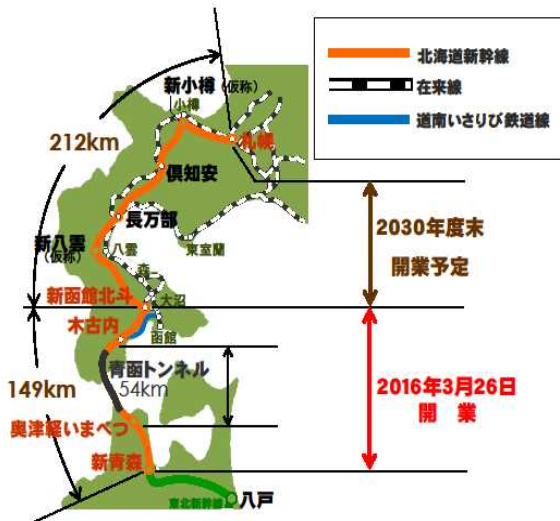 北海道新幹線
在来線
道南いさりび鉄道線
新小樽(仮称)
小樽
札幌
212km
倶知安
長万部
新八雲
(仮称)
八雲
東室蘭
森
大沼
新函館北斗
木古内
函館
2030年度末
開業予定
青函トンネル
54km
149km
2016年3月26日
開 業
奥津軽いまべつ
新青森
東北新幹線
八戸